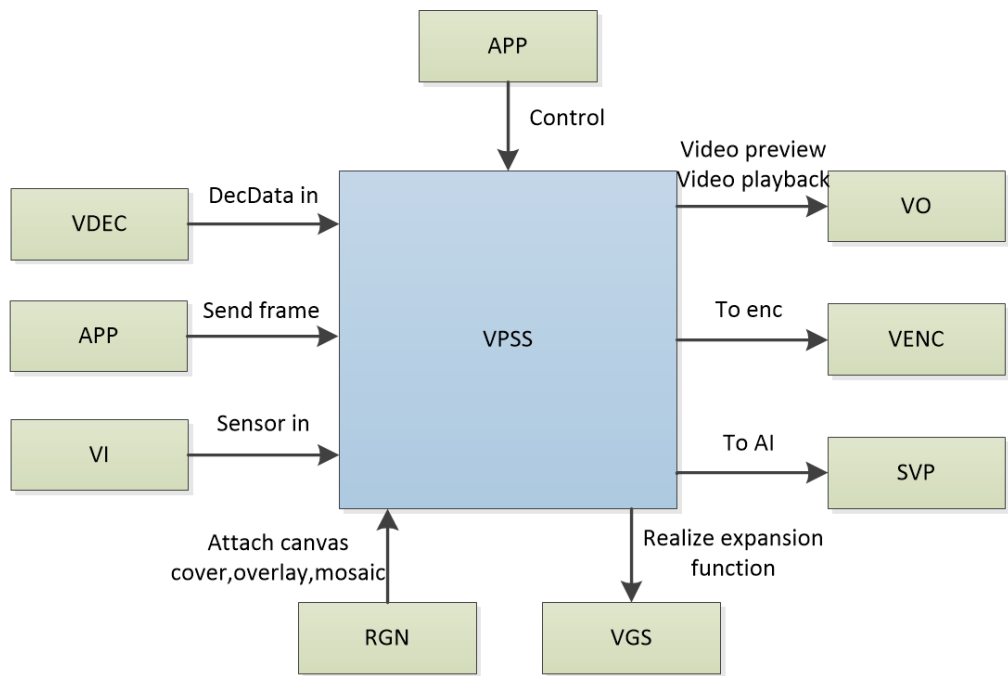 APP
Control
Video preview
Video playback
VDEC
DecData in
VO
APP
Send frame
VPSS
To enc
VENC
VI
Sensor in
To AI
SVP
Attach canvas
cover,overlay,mosaic
Realize expansion
function
RGN
VGS